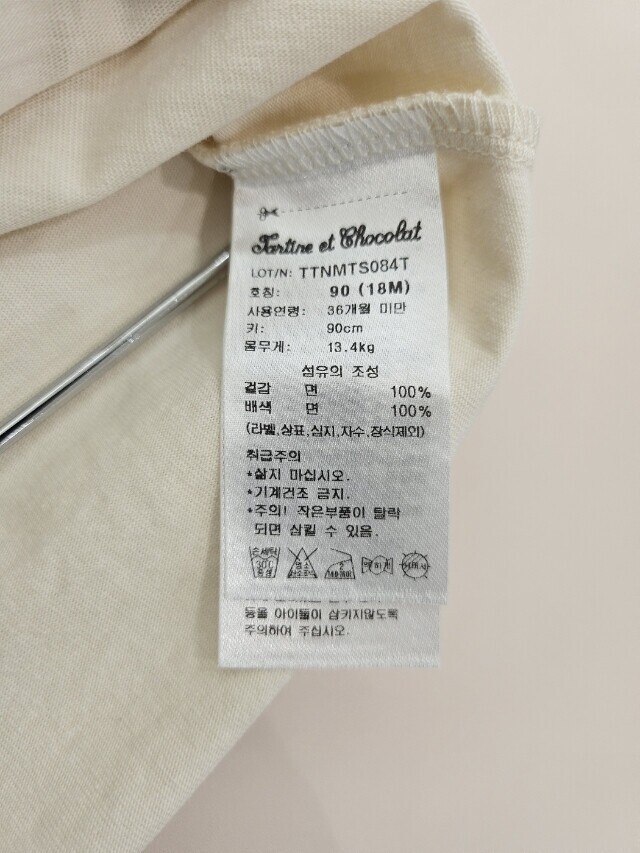 Tartine et Chocolat
LOT/N: TTNMTS084T
호칭: 90 (18M)
사용연령: 36개월 미만
키: 90cm
몸무게: 13.4kg
섬유의 조성
겉감 면 100%
배색 면 100%
(라벨,상표,심지,자수,장식제외)
취급주의
*삶지 마십시오.
*기계건조 금지.
*주의! 작은부품이 탈락
되면 삼킬 수 있음.
손세탁 30℃ 중성
등을 아이들이 삼키지않도록
주의하여 주십시오.